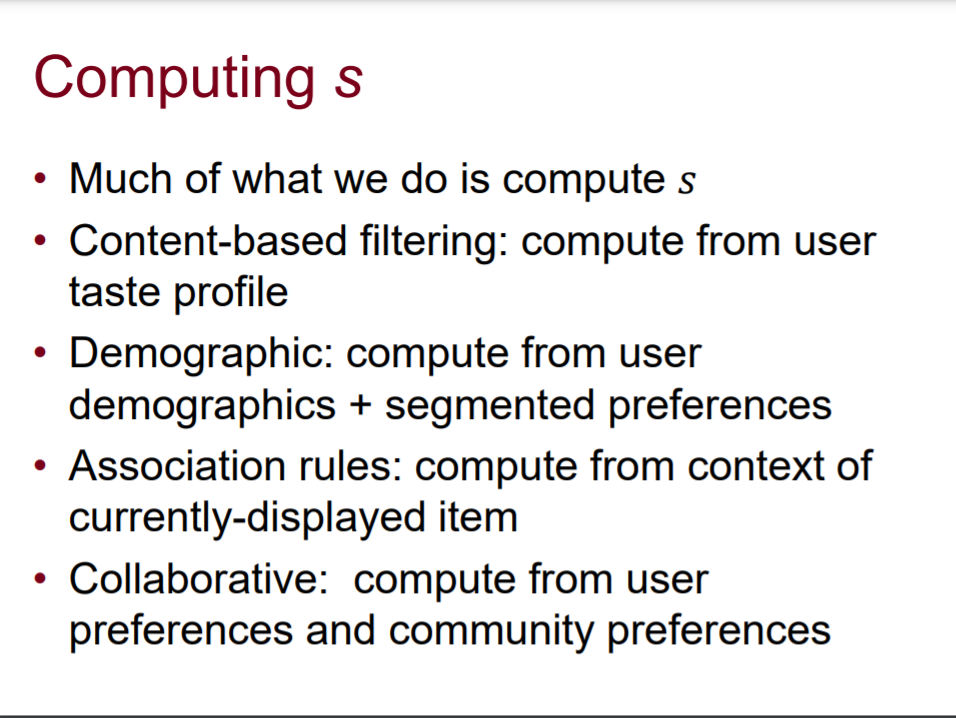 Computing s
• Much of what we do is compute s
• Content-based filtering: compute from user
taste profile
• Demographic: compute from user
demographics + segmented preferences
• Association rules: compute from context of
currently-displayed item
• Collaborative:  compute from user
preferences and community preferences